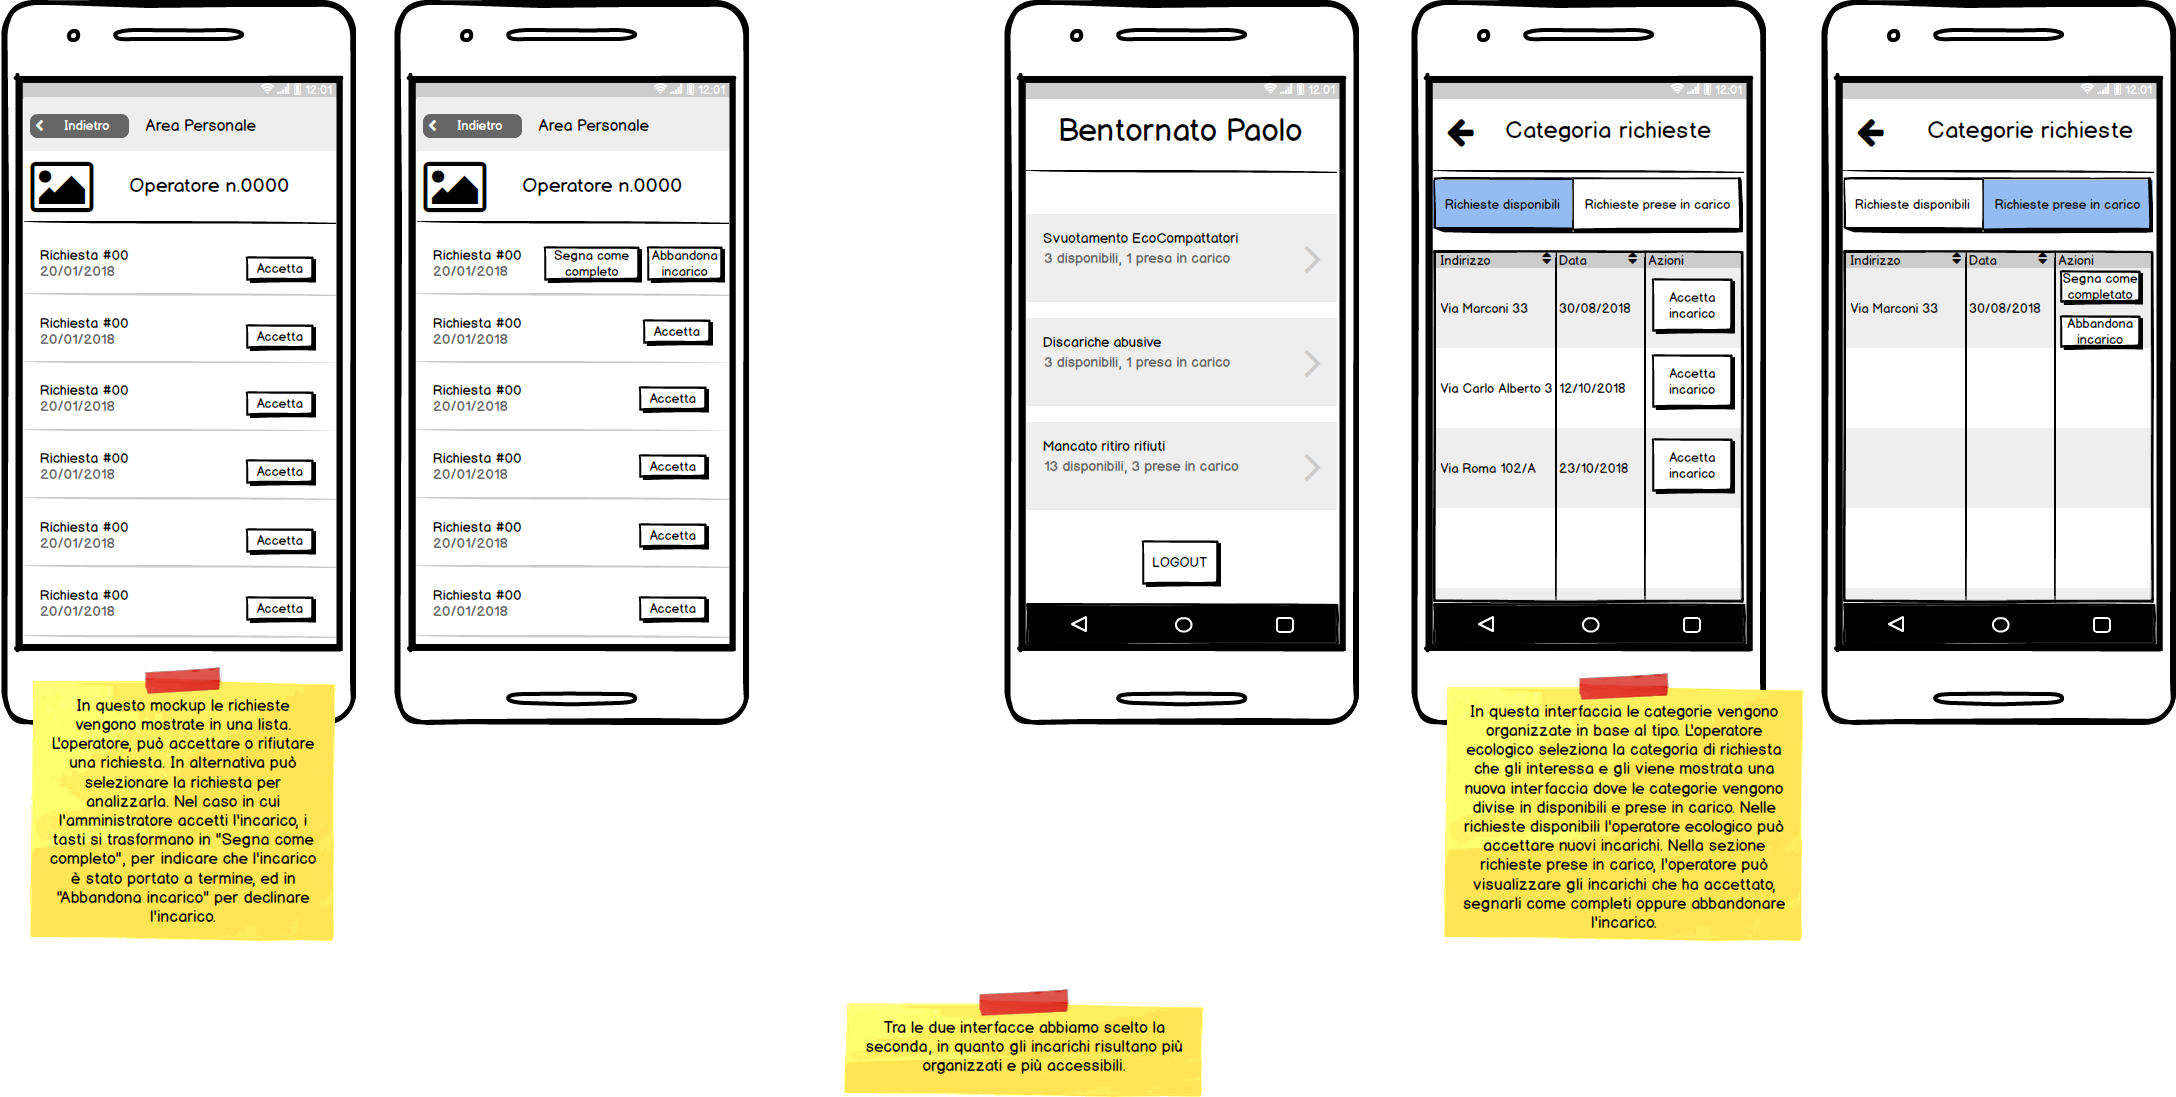 12:01
Indietro
Area Personale
Operatore n.0000
Richiesta #00
20/01/2018
Accetta
Richiesta #00
20/01/2018
Accetta
Richiesta #00
20/01/2018
Accetta
Richiesta #00
20/01/2018
Accetta
Richiesta #00
20/01/2018
Accetta
Richiesta #00
20/01/2018
Accetta
In questo mockup le richieste
vengono mostrate in una lista.
L'operatore, può accettare o rifiutare
una richiesta. In alternativa può
selezionare la richiesta per
analizzarla. Nel caso in cui
l'amministratore accetti l'incarico, i
tasti si trasformano in "Segna come
completo", per indicare che l'incarico
è stato portato a termine, ed in
"Abbandona incarico" per declinare
l'incarico.
12:01
Indietro
Area Personale
Operatore n.0000
Richiesta #00
20/01/2018
Segna come
completo
Abbandona
incarico
Richiesta #00
20/01/2018
Accetta
Richiesta #00
20/01/2018
Accetta
Richiesta #00
20/01/2018
Accetta
Richiesta #00
20/01/2018
Accetta
Richiesta #00
20/01/2018
Accetta
12:01
Bentornato Paolo
Svuotamento EcoCompattatori
3 disponibili, 1 presa in carico
Discariche abusive
3 disponibili, 1 presa in carico
Mancato ritiro rifiuti
13 disponibili, 3 prese in carico
LOGOUT
12:01
Categoria richieste
Richieste disponibili
Richieste prese in carico
Indirizzo Data Azioni
Via Marconi 33 30/08/2018
Accetta
incarico
Via Carlo Alberto 3 12/10/2018
Accetta
incarico
Via Roma 102/A 23/10/2018
Accetta
incarico
In questa interfaccia le categorie vengono
organizzate in base al tipo. L'operatore
ecologico seleziona la categoria di richiesta
che gli interessa e gli viene mostrata una
nuova interfaccia dove le categorie vengono
divise in disponibili e prese in carico. Nelle
richieste disponibili l'operatore ecologico può
accettare nuovi incarichi. Nella sezione
richieste prese in carico, l'operatore può
visualizzare gli incarichi che ha accettato,
segnarli come completi oppure abbandonare
l'incarico.
12:01
Categorie richieste
Richieste disponibili
Richieste prese in carico
Indirizzo Data Azioni
Via Marconi 33 30/08/2018
Segna come
completato
Abbandona
incarico
Tra le due interfacce abbiamo scelto la
seconda, in quanto gli incarichi risultano più
organizzati e più accessibili.